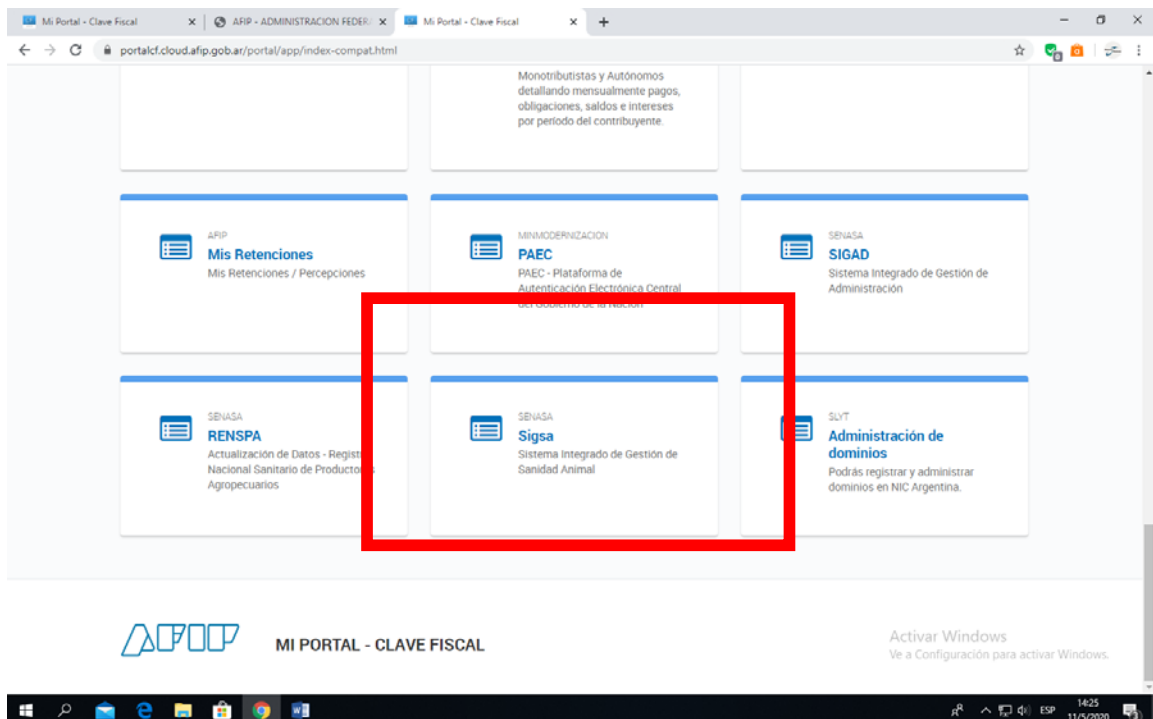 Mi Portal - Clave Fiscal
AFIP - ADMINISTRACION FEDER
Mi Portal - Clave Fiscal
portalcf.cloud.afip.gob.ar/portal/app/index-compat.html
Monotributistas y Autónomos
detallando mensualmente pagos,
obligaciones, saldos e intereses
por período del contribuyente.
AFIP
Mis Retenciones
Mis Retenciones / Percepciones
MINMODERNIZACION
PAEC
PAEC - Plataforma de
Autenticación Electrónica Central
del Gobierno de la Nación
SENASA
SIGAD
Sistema Integrado de Gestión de
Administración
SENASA
RENSPA
Actualización de Datos - Regist
Nacional Sanitario de Productor s
Agropecuarios
SENASA
Sigsa
Sistema Integrado de Gestión de
Sanidad Animal
SLYT
Administración de
dominios
Podrás registrar y administrar
dominios en NIC Argentina.
AFIP
MI PORTAL - CLAVE FISCAL
Activar Windows
Ve a Configuración para activar Windows.
ESP
14:25
11/5/2020